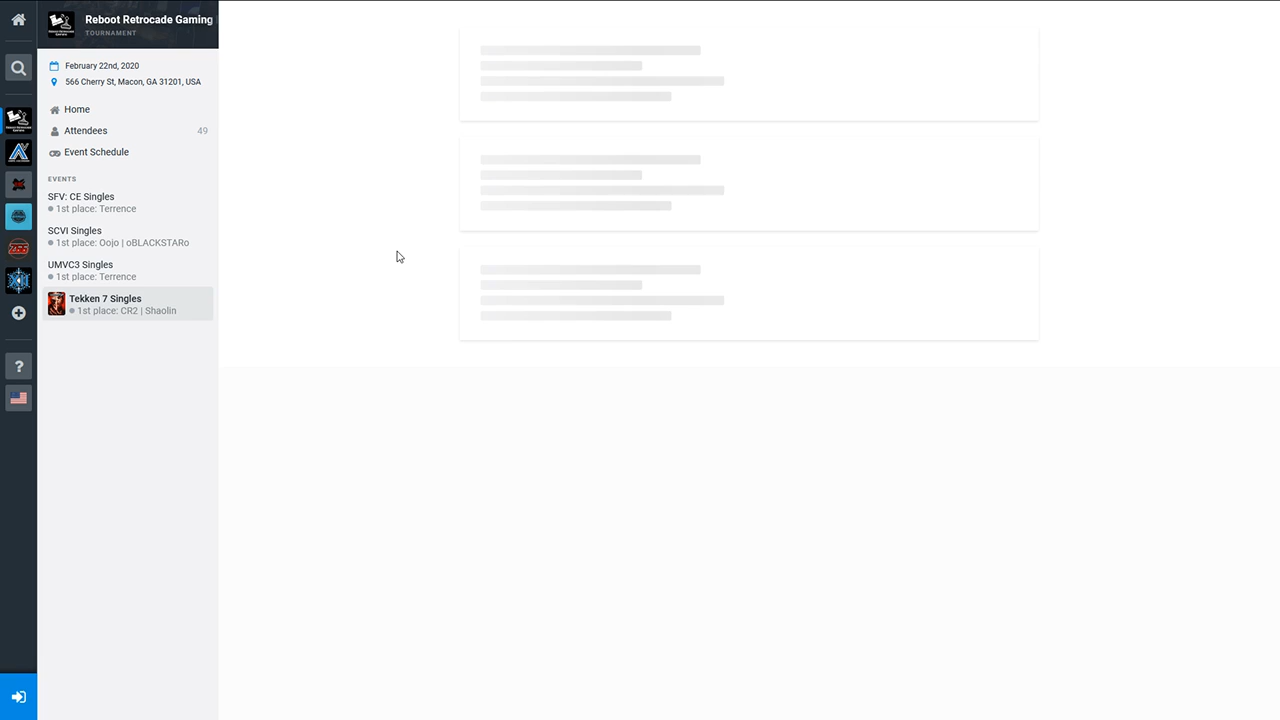 Reboot Retrocade Gaming
TOURNAMENT
February 22nd, 2020
566 Cherry St, Macon, GA 31201, USA
Home
Attendees 49
Event Schedule
EVENTS
SFV: CE Singles
1st place: Terrence
SCVI Singles
1st place: Oojo | oBLACKSTARo
UMVC3 Singles
1st place: Terrence
Tekken 7 Singles
1st place: CR2 | Shaolin
?